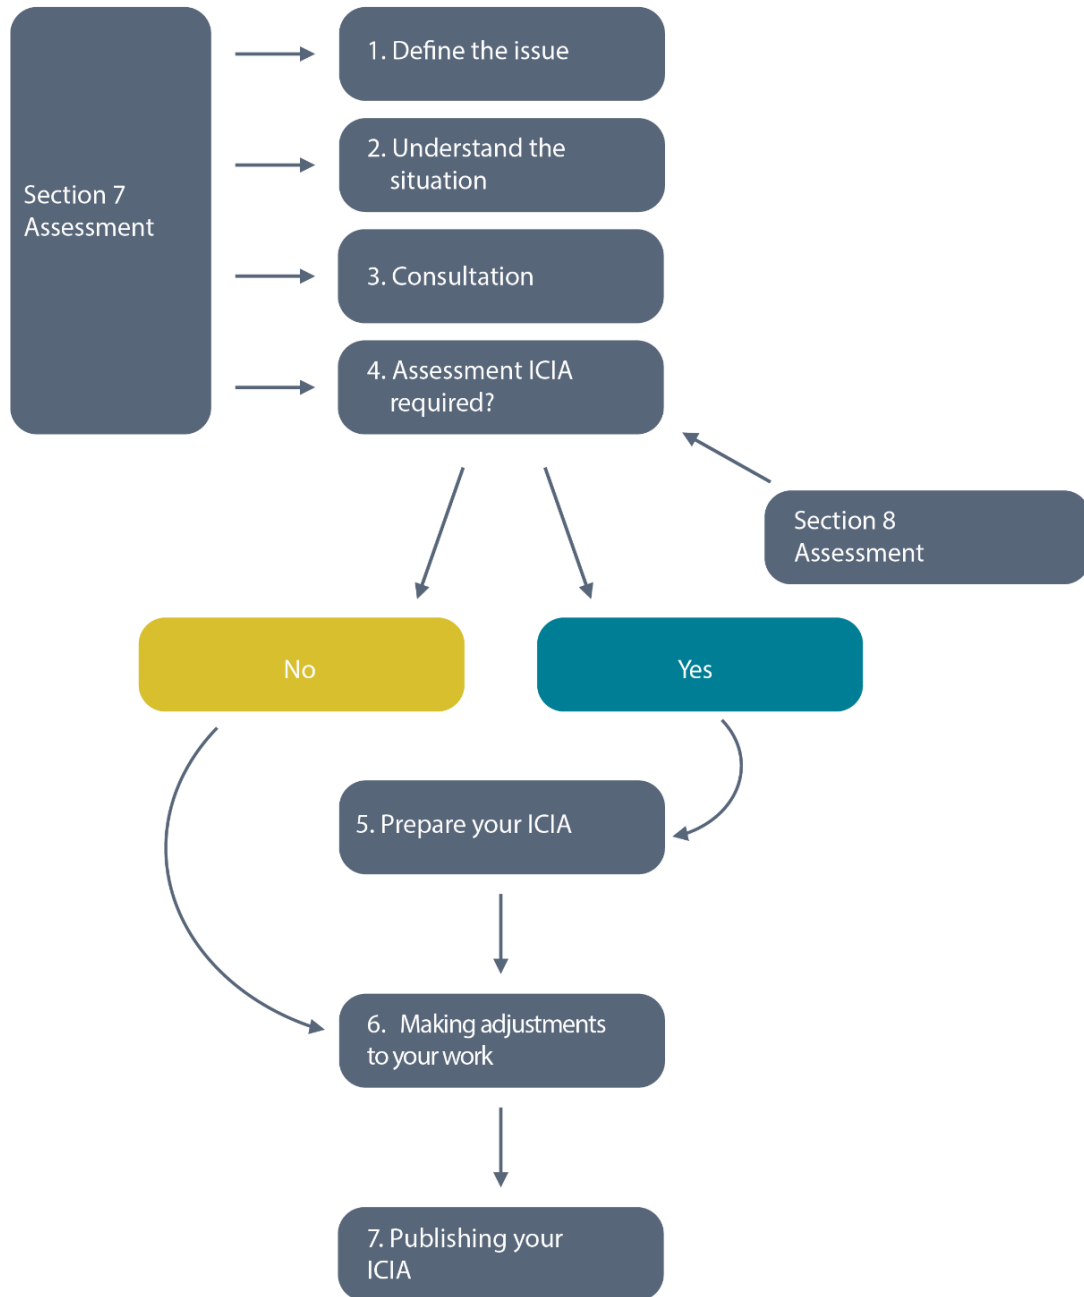 Section 7
Assessment
1. Define the issue
2. Understand the
situation
3. Consultation
4. Assessment ICIA
required?
Section 8
Assessment
No
Yes
5. Prepare your ICIA
6. Making adjustments
to your work
7. Publishing your
ICIA